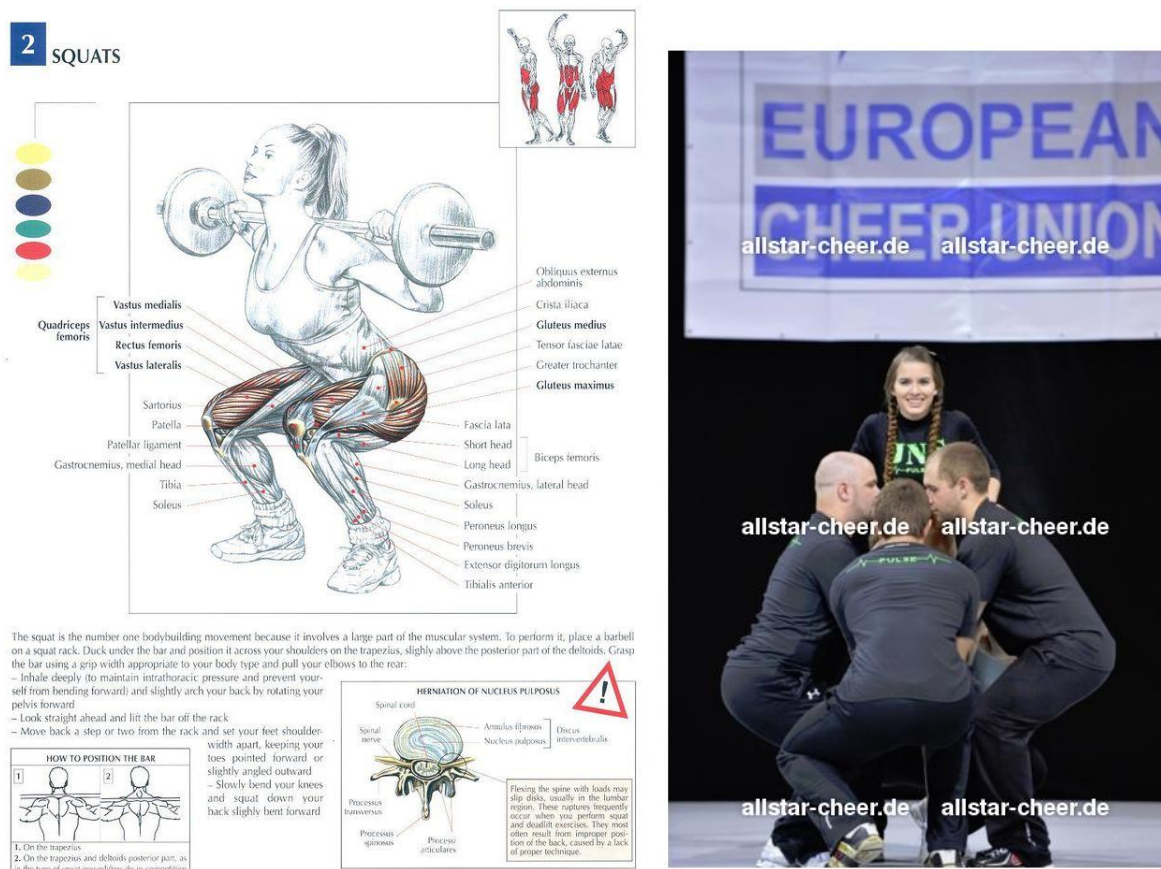 2 SQUATS
Vastus medialis
Quadriceps femoris
Vastus intermedius
Rectus femoris
Vastus lateralis
Sartorius
Patella
Patellar ligament
Gastrocnemius, medial head
Tibia
Soleus
Obliquus externus
abdominis
Crista iliaca
Gluteus medius
Tensor fasciae latae
Greater trochanter
Gluteus maximus
Fascia lata
Short head
Long head
Biceps femoris
Gastrocnemius, lateral head
Soleus
Peroneus longus
Peroneus brevis
Extensor digitorum longus
Tibialis anterior
The squat is the number one bodybuilding movement because it involves a large part of the muscular system. To perform it, place a barbell
on a squat rack. Duck under the bar and position it across your shoulders on the trapezius, slighly above the posterior part of the deltoids. Grasp
the bar using a grip width appropriate to your body type and pull your elbows to the rear:
– Inhale deeply (to maintain intrathoracic pressure and prevent your-
self from bending forward) and slightly arch your back by rotating your
pelvis forward
– Look straight ahead and lift the bar off the rack
– Move back a step or two from the rack and set your feet shoulder-
width apart, keeping your
toes pointed forward or
slightly angled outward
– Slowly bend your knees
and squat down your
back slighly bent forward
HOW TO POSITION THE BAR
1
2
1. On the trapezius
2. On the trapezius and deltoids posterior part, as
HERNIATION OF NUCLEUS PULPOSUS
!
Spinal cord
Spinal
nerve
Annulus fibrosus
Nucleus pulposus
Discus
intervertebralis
Processus
transversus
Processus
spinosus
Processi
articulares
Flexing the spine with loads may
slip disks, usually in the lumbar
region. These ruptures frequently
occur when you perform squat
and deadlift exercises. They most
often result from improper posi-
tion of the back, caused by a lack
of proper technique.
EUROPEAN
CHEER UNION
allstar-cheer.de allstar-cheer.de
PULSE
allstar-cheer.de allstar-cheer.de
PULSE
allstar-cheer.de allstar-cheer.de